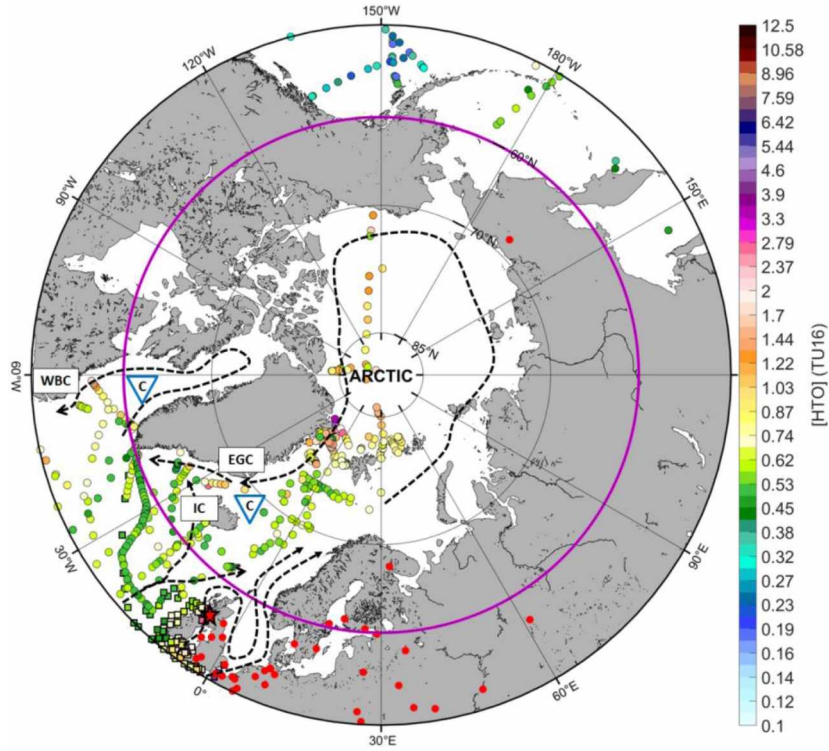 150°W
120°W
180°W
90°W
60°N
150°E
70°N
85°N
ARCTIC
60°W
WBC
C
EGC
IC
C
30°W
90°E
0°
60°E
30°E
12.5
10.58
8.96
7.59
6.42
5.44
4.6
3.9
3.3
2.79
2.37
2
1.7
1.44
1.22
1.03
0.87
0.74
0.62
0.53
0.45
0.38
0.32
0.27
0.23
0.19
0.16
0.14
0.12
0.1
[HTO] (TU16)